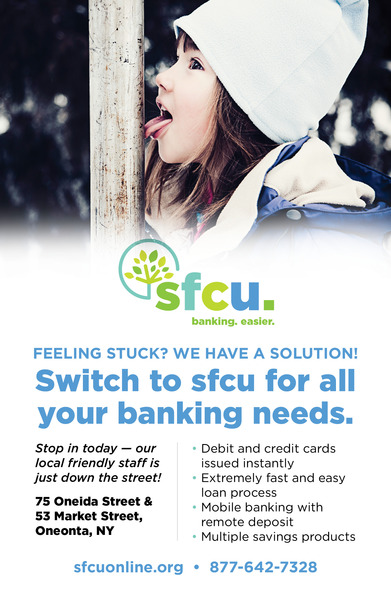 sfcu.
banking. easier.
FEELING STUCK? WE HAVE A SOLUTION!
Switch to sfcu for all
your banking needs.
Stop in today — our
local friendly staff is
just down the street!
75 Oneida Street &
53 Market Street,
Oneonta, NY
• Debit and credit cards
issued instantly
• Extremely fast and easy
loan process
• Mobile banking with
remote deposit
• Multiple savings products
sfcuonline.org • 877-642-7328